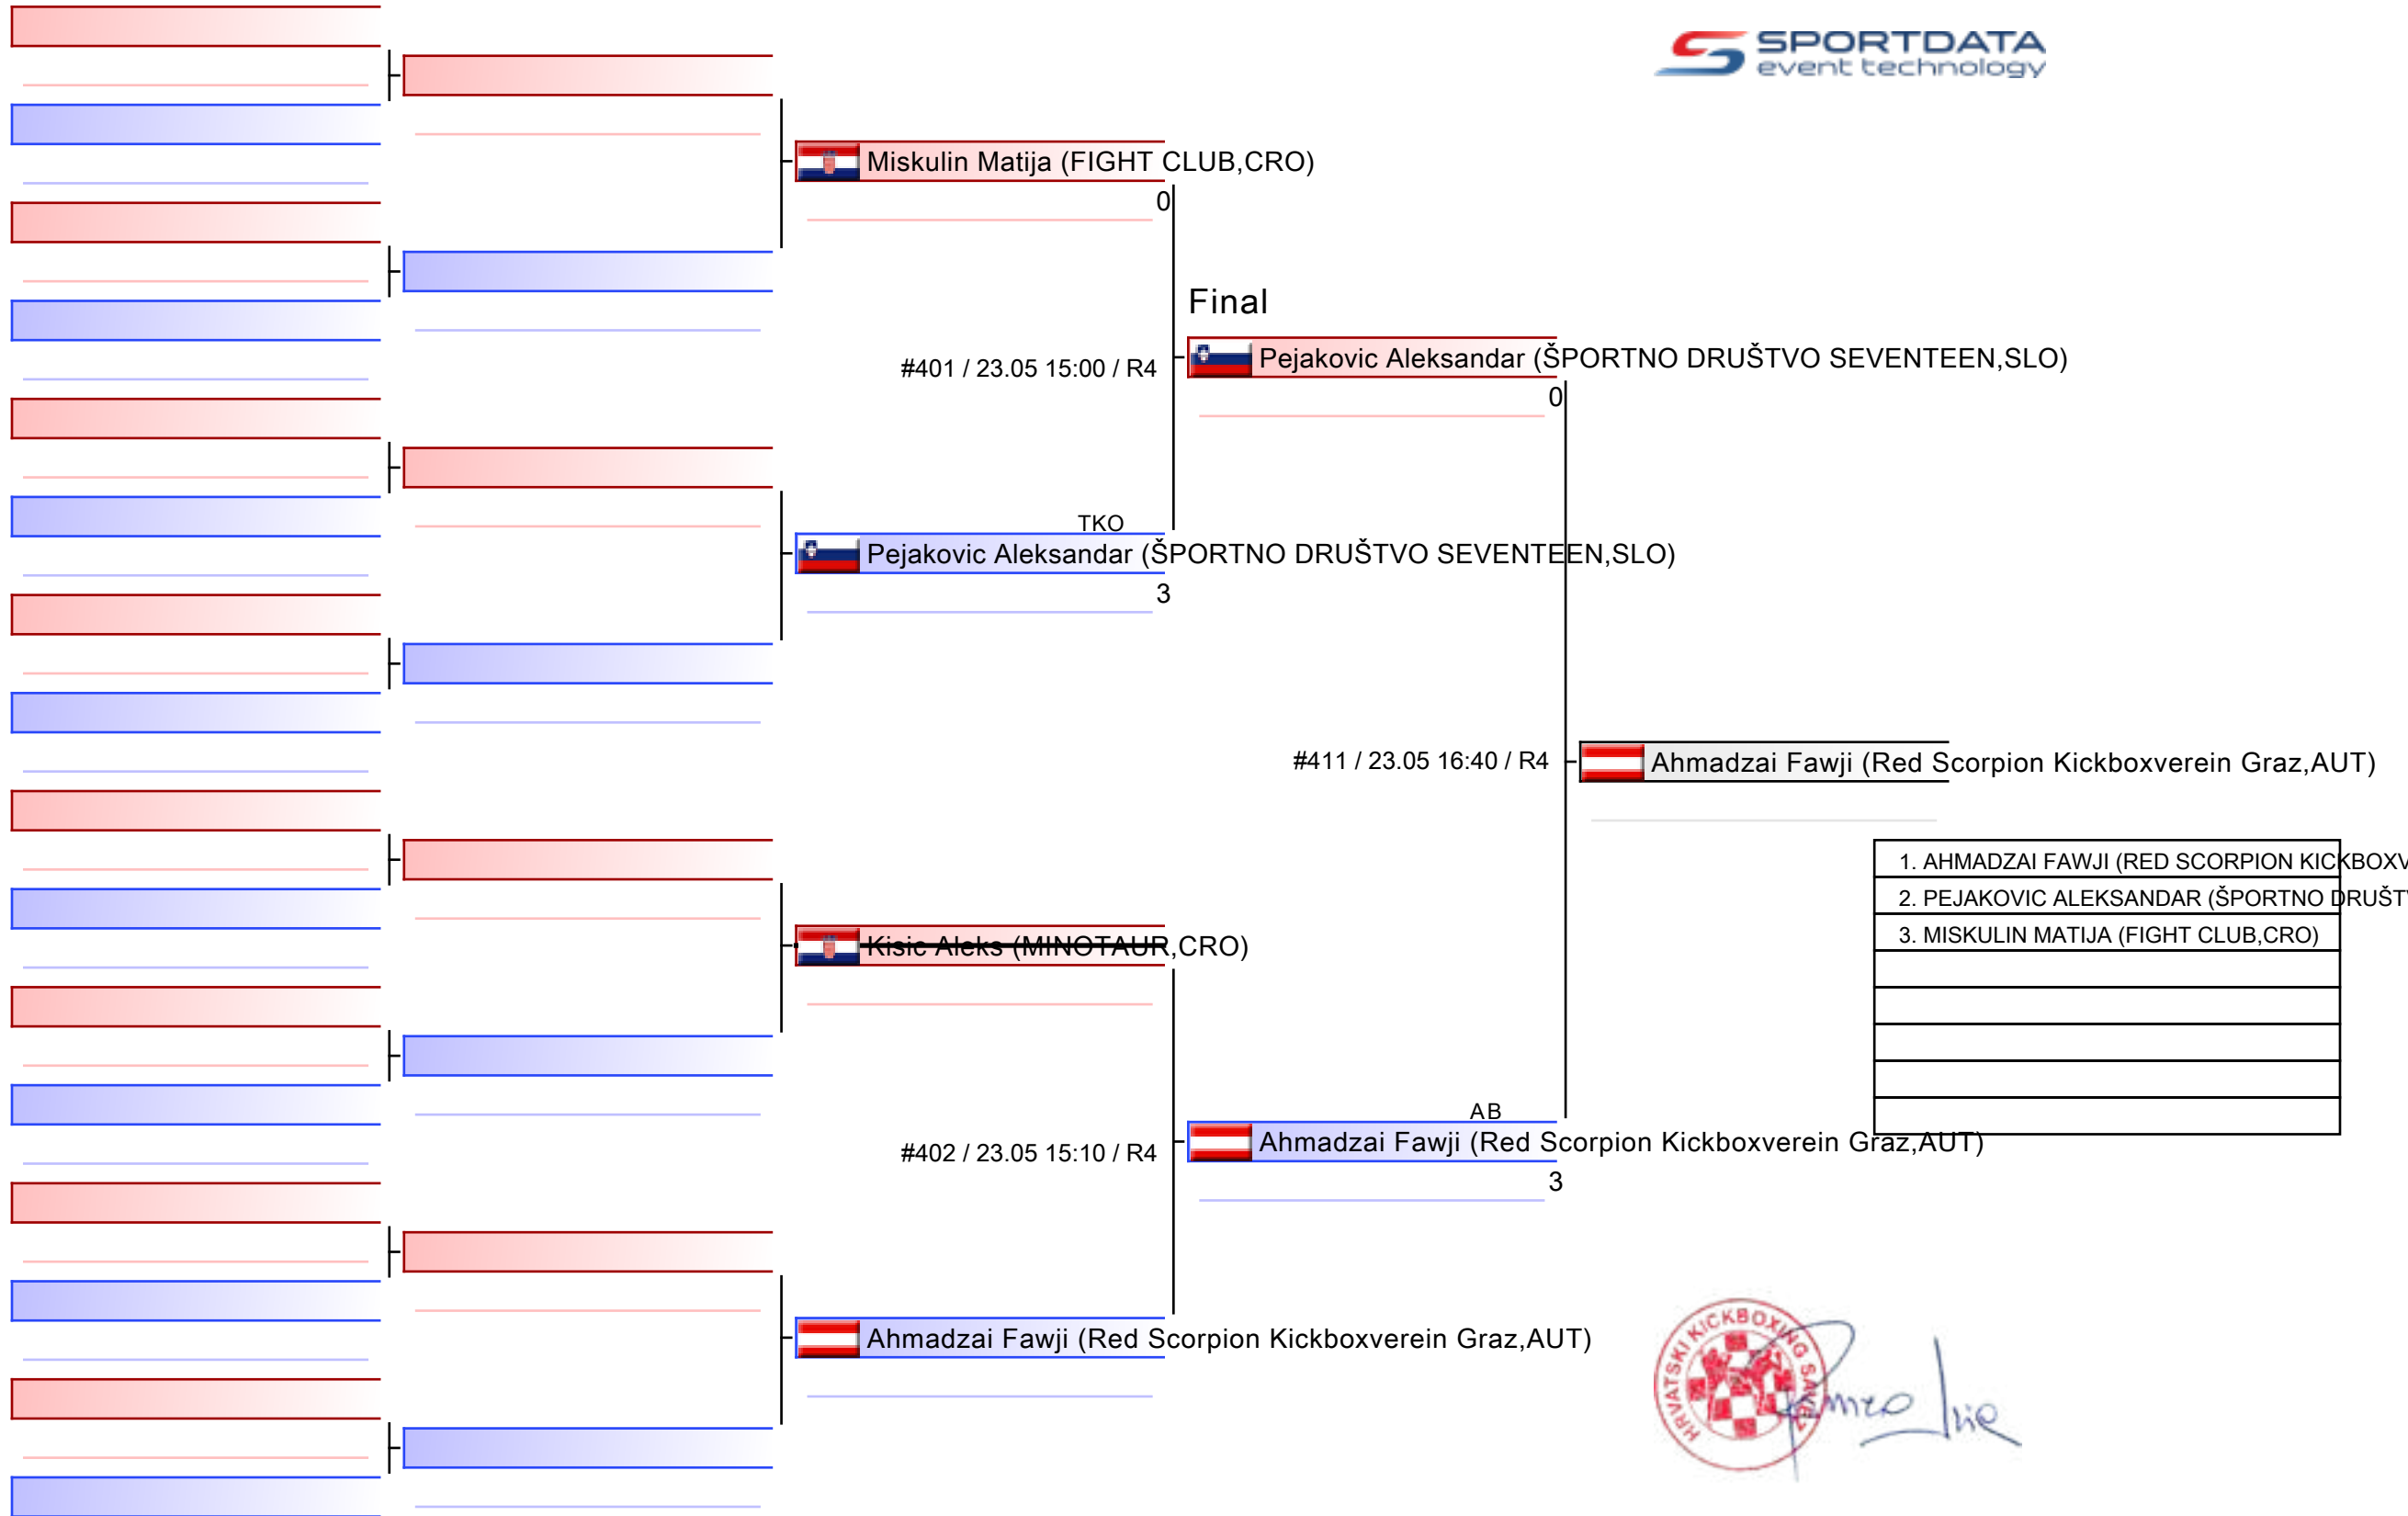 SPORTDATA
event technology
Miskulin Matija (FIGHT CLUB,CRO)
0
Final
#401 / 23.05 15:00 / R4
Pejakovic Aleksandar (ŠPORTNO DRUŠTVO SEVENTEEN,SLO)
0
TKO
Pejakovic Aleksandar (ŠPORTNO DRUŠTVO SEVENTEEN,SLO)
3
#411 / 23.05 16:40 / R4
Ahmadzai Fawji (Red Scorpion Kickboxverein Graz,AUT)
1. AHMADZAI FAWJI (RED SCORPION KICKBOXV
2. PEJAKOVIC ALEKSANDAR (ŠPORTNO DRUŠTV
3. MISKULIN MATIJA (FIGHT CLUB,CRO)
Kisic Aleks (MINOTAUR,CRO)
AB
#402 / 23.05 15:10 / R4
Ahmadzai Fawji (Red Scorpion Kickboxverein Graz,AUT)
3
Ahmadzai Fawji (Red Scorpion Kickboxverein Graz,AUT)
HRVATSKI KICKBOXING SAVEZ